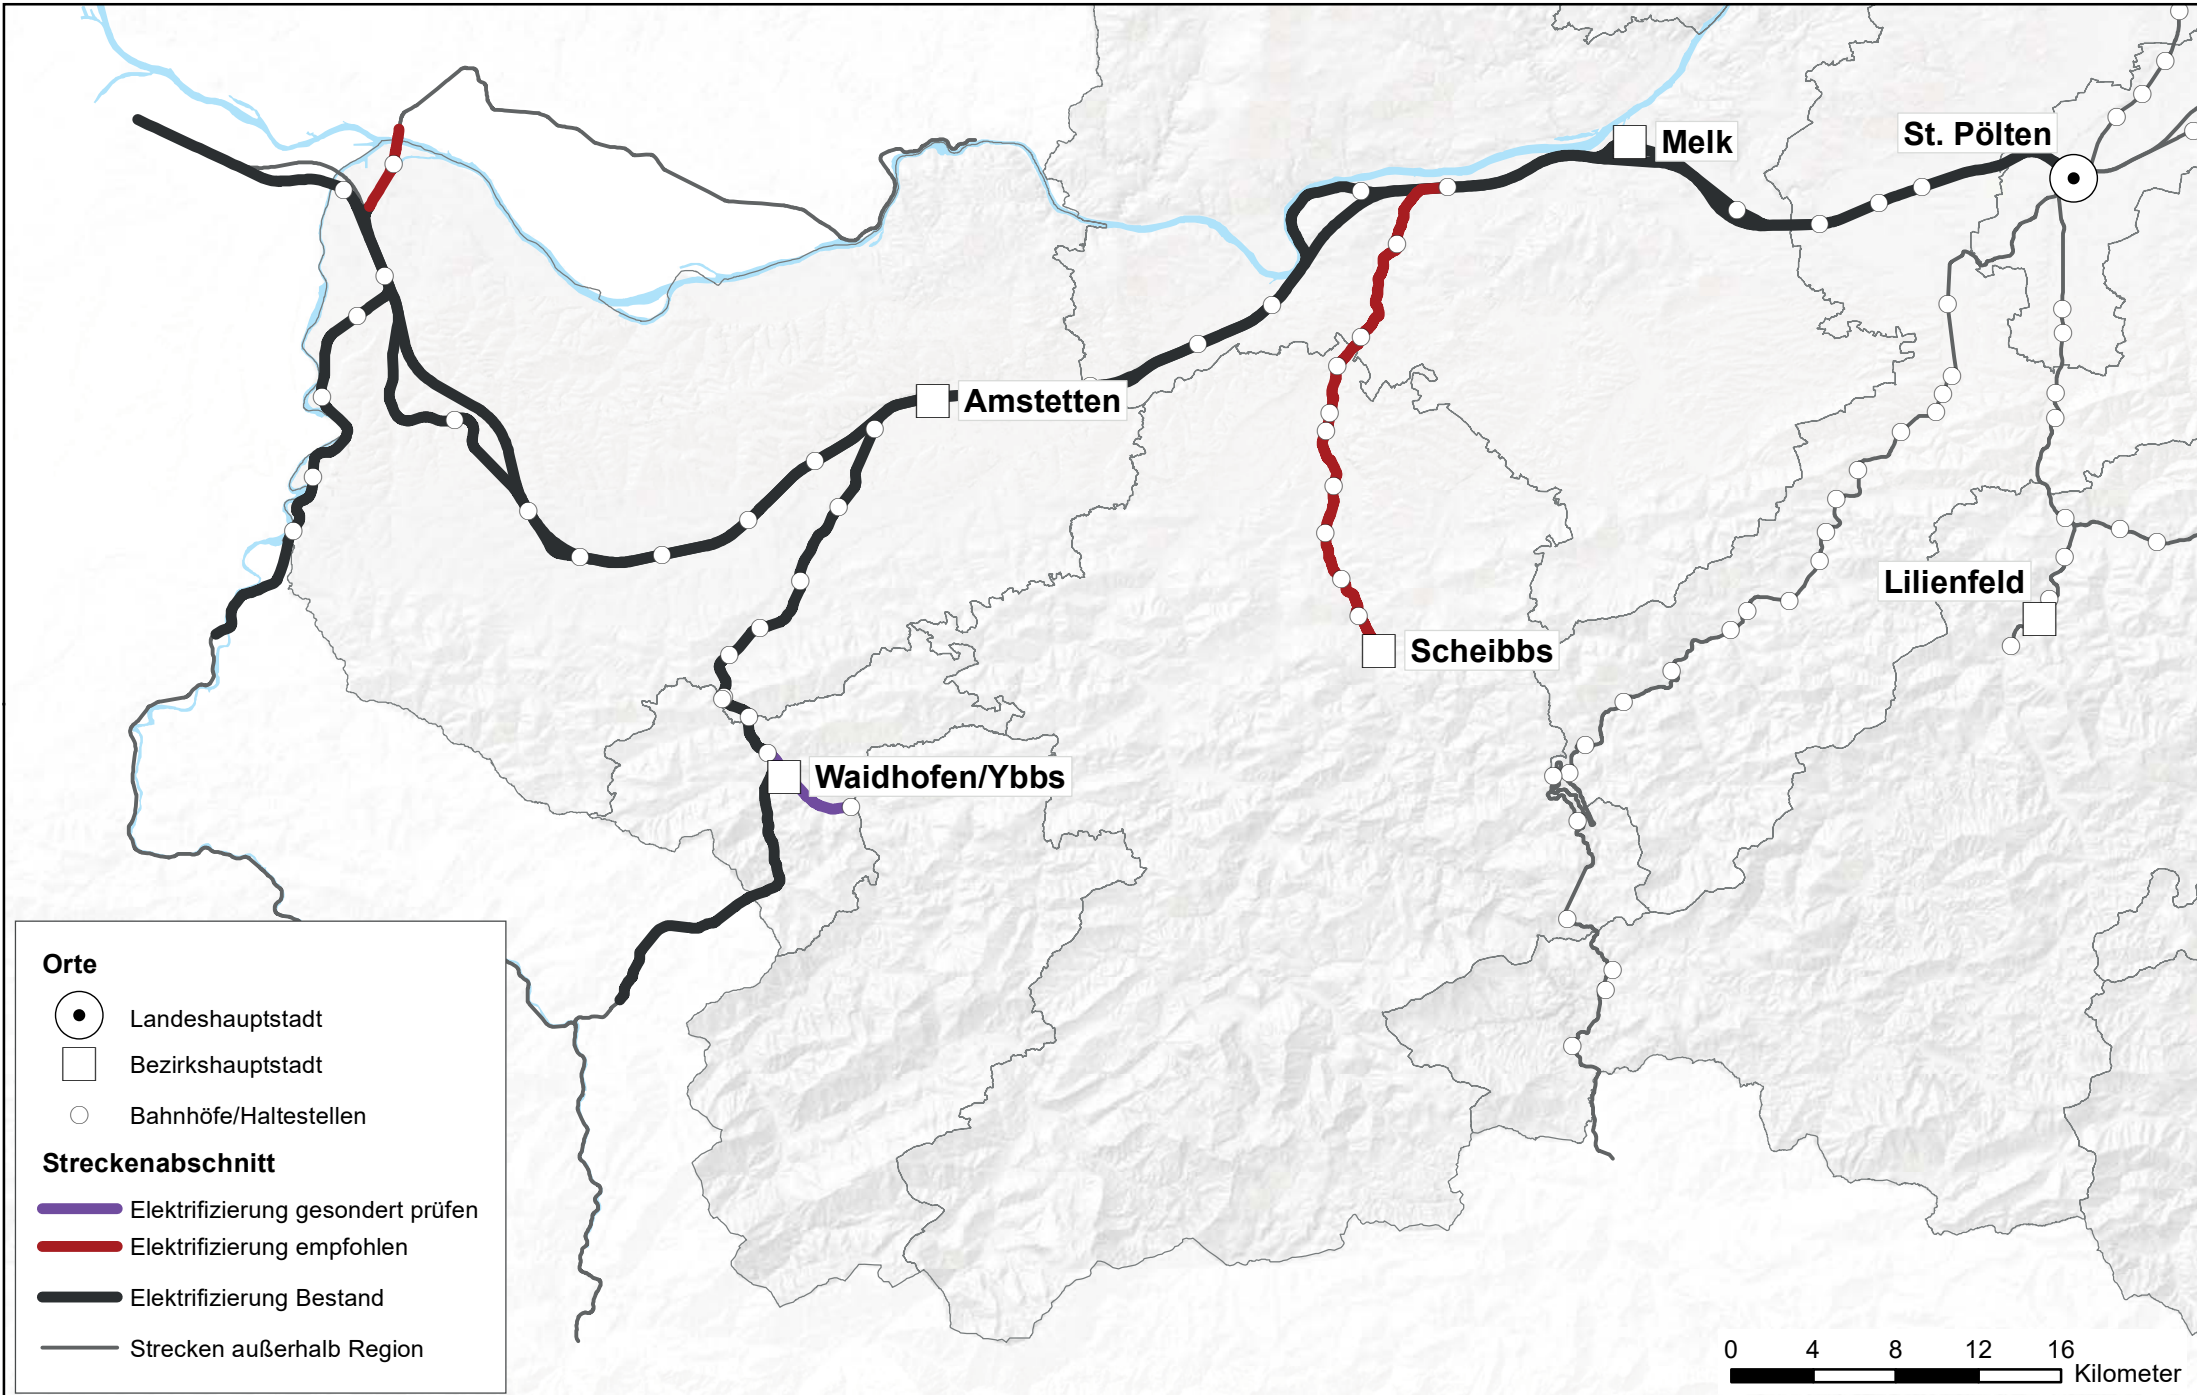 St. Pölten
Melk
Amstetten
Lilienfeld
Scheibbs
Waidhofen/Ybbs
Orte
Landeshauptstadt
Bezirkshauptstadt
Bahnhöfe/Haltestellen
Streckenabschnitt
Elektrifizierung gesondert prüfen
Elektrifizierung empfohlen
Elektrifizierung Bestand
Strecken außerhalb Region
0 4 8 12 16
Kilometer